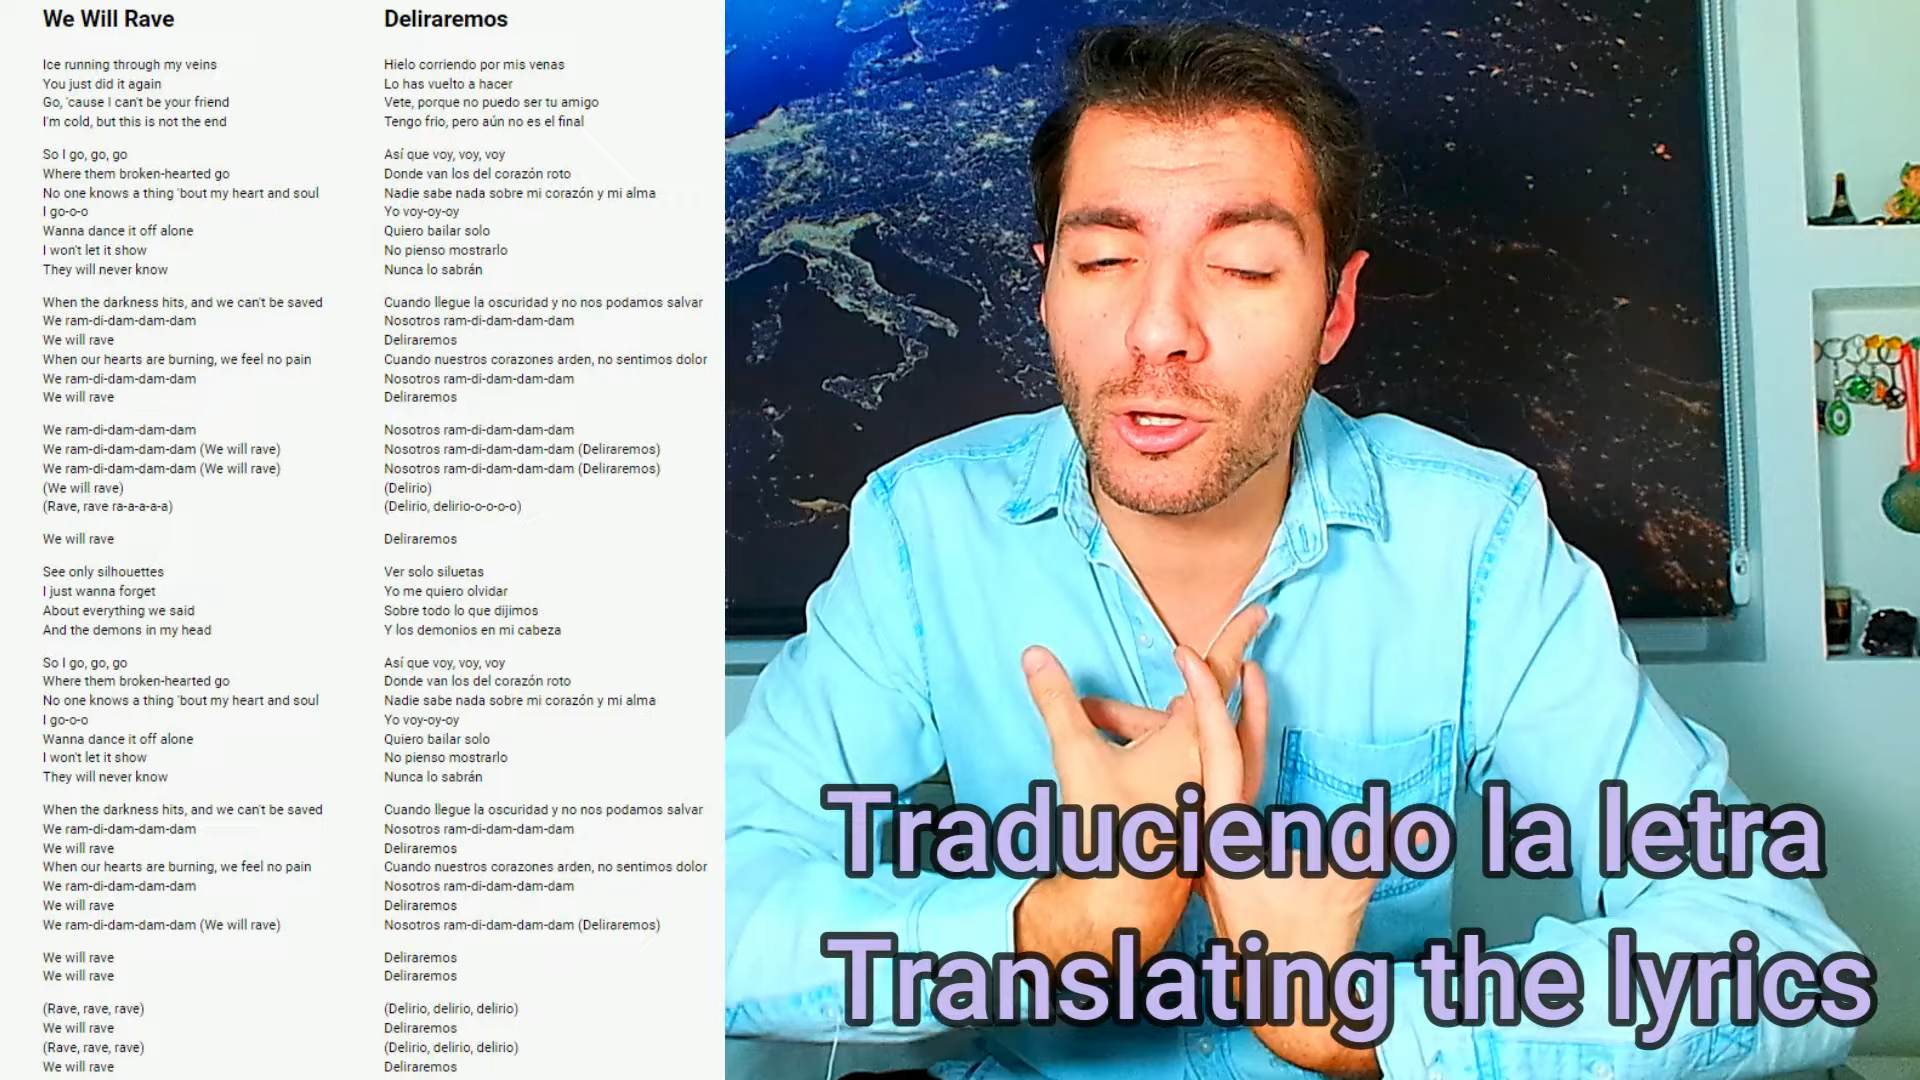 We Will Rave
Ice running through my veins
You just did it again
Go, 'cause I can't be your friend
I'm cold, but this is not the end
So I go, go, go
Where them broken-hearted go
No one knows a thing 'bout my heart and soul
I go-o-o
Wanna dance it off alone
I won't let it show
They will never know
When the darkness hits, and we can't be saved
We ram-di-dam-dam-dam
We will rave
When our hearts are burning, we feel no pain
We ram-di-dam-dam-dam
We will rave
We ram-di-dam-dam-dam
We ram-di-dam-dam-dam (We will rave)
We ram-di-dam-dam-dam (We will rave)
(We will rave)
(Rave, rave ra-a-a-a-a)
We will rave
See only silhouettes
I just wanna forget
About everything we said
And the demons in my head
So I go, go, go
Where them broken-hearted go
No one knows a thing 'bout my heart and soul
I go-o-o
Wanna dance it off alone
I won't let it show
They will never know
When the darkness hits, and we can't be saved
We ram-di-dam-dam-dam
We will rave
When our hearts are burning, we feel no pain
We ram-di-dam-dam-dam
We will rave
We ram-di-dam-dam-dam (We will rave)
We will rave
We will rave
(Rave, rave, rave)
We will rave
(Rave, rave, rave)
We will rave
Deliraremos
Hielo corriendo por mis venas
Lo has vuelto a hacer
Vete, porque no puedo ser tu amigo
Tengo frio, pero aún no es el final
Así que voy, voy, voy
Donde van los del corazón roto
Nadie sabe nada sobre mi corazón y mi alma
Yo voy-oy-oy
Quiero bailar solo
No pienso mostrarlo
Nunca lo sabrán
Cuando llegue la oscuridad y no nos podamos salvar
Nosotros ram-di-dam-dam-dam
Deliraremos
Cuando nuestros corazones arden, no sentimos dolor
Nosotros ram-di-dam-dam-dam
Deliraremos
Nosotros ram-di-dam-dam-dam
Nosotros ram-di-dam-dam-dam (Deliraremos)
Nosotros ram-di-dam-dam-dam (Deliraremos)
(Delirio)
(Delirio, delirio-o-o-o-o)
Deliraremos
Ver solo siluetas
Yo me quiero olvidar
Sobre todo lo que dijimos
Y los demonios en mi cabeza
Así que voy, voy, voy
Donde van los del corazón roto
Nadie sabe nada sobre mi corazón y mi alma
Yo voy-oy-oy
Quiero bailar solo
No pienso mostrarlo
Nunca lo sabrán
Cuando llegue la oscuridad y no nos podamos salvar
Nosotros ram-di-dam-dam-dam
Deliraremos
Cuando nuestros corazones arden, no sentimos dolor
Nosotros ram-di-dam-dam-dam
Deliraremos
Nosotros ram-di-dam-dam-dam (Deliraremos)
Deliraremos
Deliraremos
(Delirio, delirio, delirio)
Deliraremos
(Delirio, delirio, delirio)
Deliraremos
Traduciendo la letra
Translating the lyrics